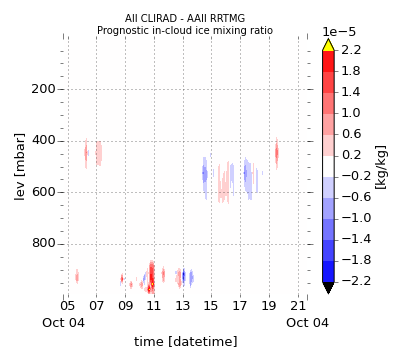 All CLIRAD - AAll RRTMG
Prognostic in-cloud ice mixing ratio
1e−5
2.2
1.8
1.4
1.0
0.6
0.2
−0.2
−0.6
−1.0
−1.4
−1.8
−2.2
[kg/kg]
lev [mbar]
200
400
600
800
05 07 09 11 13 15 17 19 21
Oct 04 Oct 04
time [datetime]